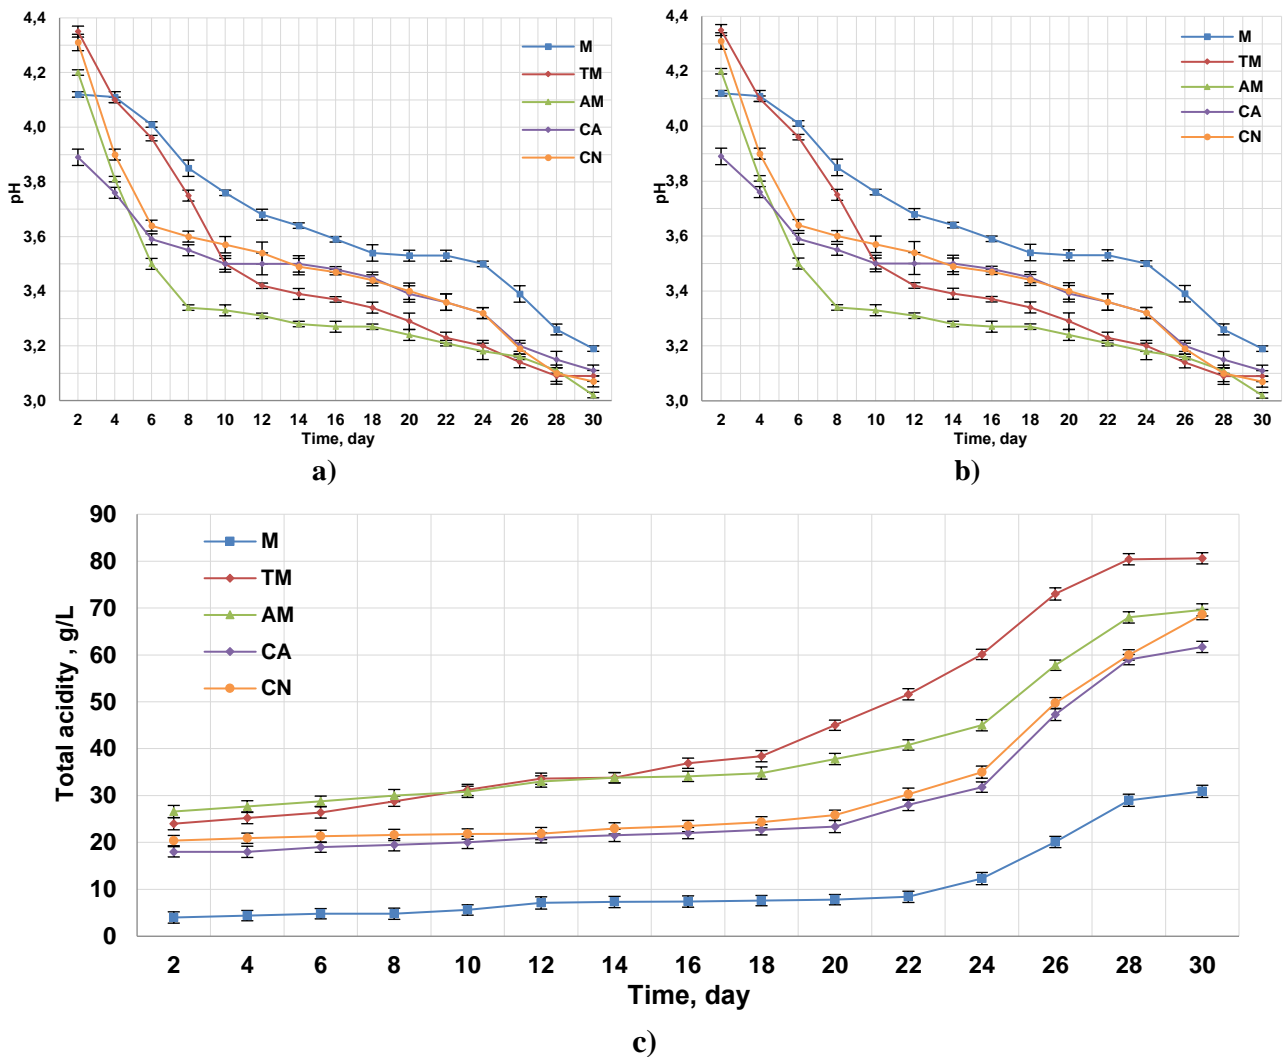 4,4
4,2
4,0
3,8
3,6
3,4
3,2
3,0
pH
M
TM
AM
CA
CN
2 4 6 8 10 12 14 16 18 20 22 24 26 28 30
Time, day
a)
4,4
4,2
4,0
3,8
3,6
3,4
3,2
3,0
pH
M
TM
AM
CA
CN
2 4 6 8 10 12 14 16 18 20 22 24 26 28 30
Time, day
b)
90
80
70
60
50
40
30
20
10
0
Total acidity , g/L
M
TM
AM
CA
CN
2 4 6 8 10 12 14 16 18 20 22 24 26 28 30
Time, day
c)